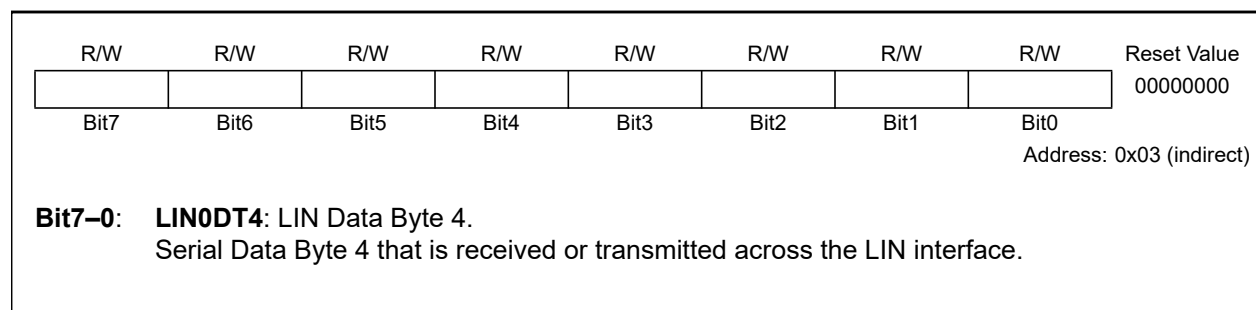 R/W R/W R/W R/W R/W R/W R/W R/W Reset Value
00000000
Bit7 Bit6 Bit5 Bit4 Bit3 Bit2 Bit1 Bit0
Address: 0x03 (indirect)
Bit7–0: LIN0DT4: LIN Data Byte 4.
Serial Data Byte 4 that is received or transmitted across the LIN interface.